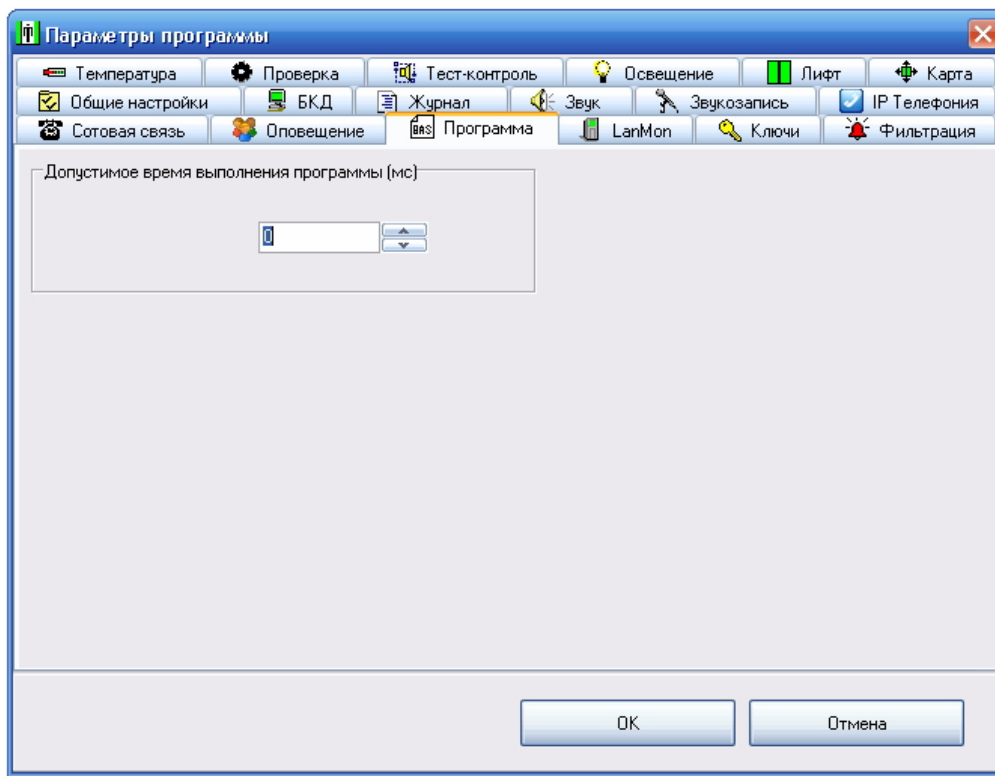 Параметры программы
Температура Проверка Тест-контроль Освещение Лифт Карта
Общие настройки БКД Журнал Звук Звукозапись IP Телефония
Сотовая связь Оповещение BAS Программа LanMon Ключи Фильтрация
Допустимое время выполнения программы (мс)
0
OK Отмена